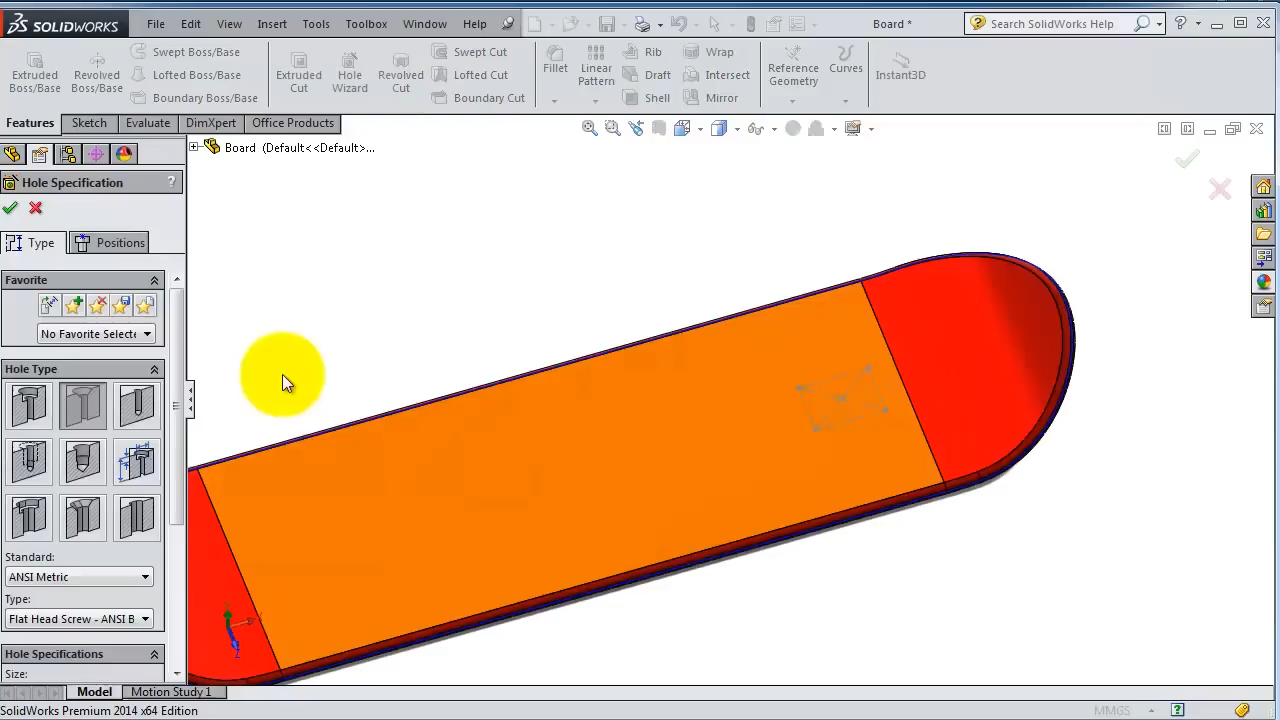 SOLIDWORKS File Edit View Insert Tools Toolbox Window Help Board * Search SolidWorks Help
Extruded Boss/Base
Revolved Boss/Base
Swept Boss/Base
Lofted Boss/Base
Boundary Boss/Base
Extruded Cut
Hole Wizard
Revolved Cut
Swept Cut
Lofted Cut
Boundary Cut
Fillet
Linear Pattern
Rib
Draft
Shell
Wrap
Intersect
Mirror
Reference Geometry
Curves
Instant3D
Features Sketch Evaluate DimXpert Office Products
Board (Default<<Default>...
Hole Specification ?
Type Positions
Favorite
No Favorite Selecte
Hole Type
Standard:
ANSI Metric
Type:
Flat Head Screw - ANSI B
Hole Specifications
Size:
Model Motion Study 1
SolidWorks Premium 2014 x64 Edition MMGS